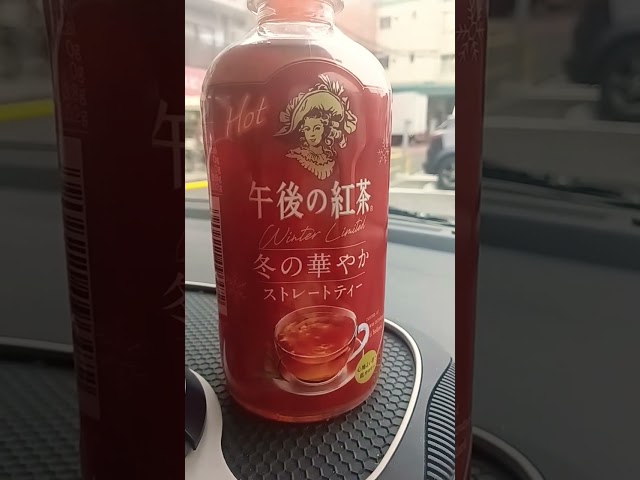 Hot
午後の紅茶®
Winter Limited
冬の華やか
ストレートティー